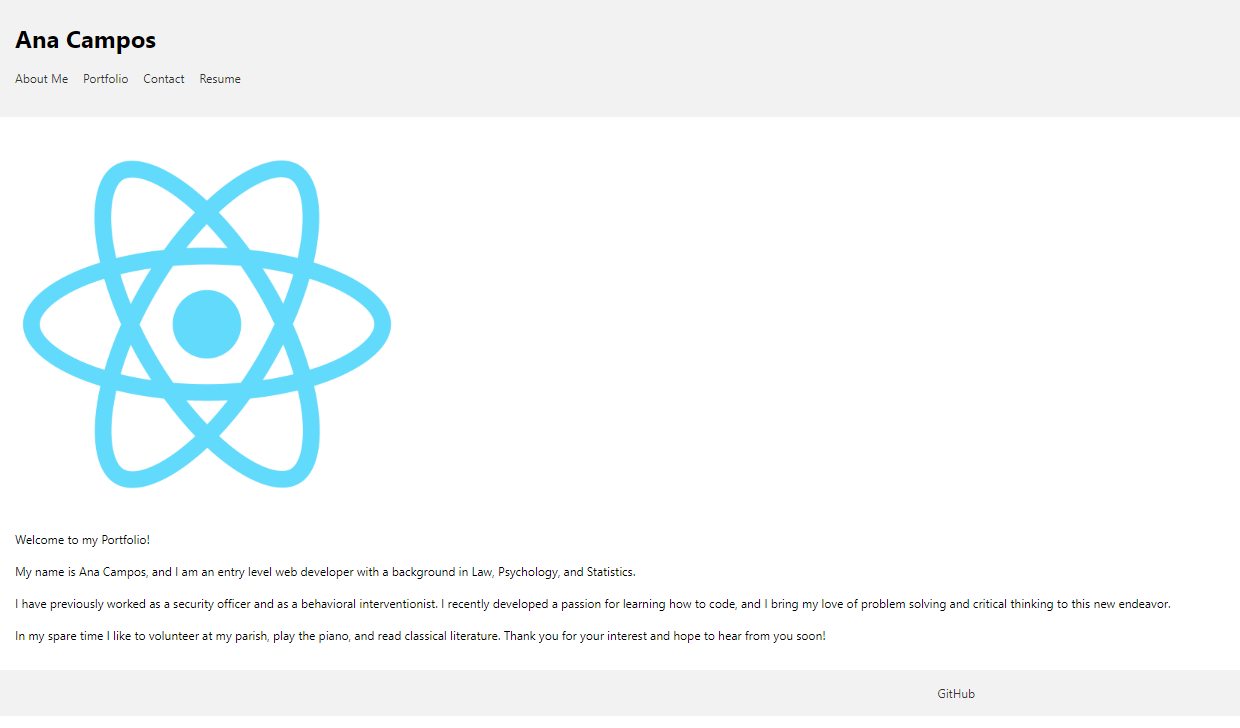 Ana Campos
About Me Portfolio Contact Resume
Welcome to my Portfolio!
My name is Ana Campos, and I am an entry level web developer with a background in Law, Psychology, and Statistics.
I have previously worked as a security officer and as a behavioral interventionist. I recently developed a passion for learning how to code, and I bring my love of problem solving and critical thinking to this new endeavor.
In my spare time I like to volunteer at my parish, play the piano, and read classical literature. Thank you for your interest and hope to hear from you soon!
GitHub